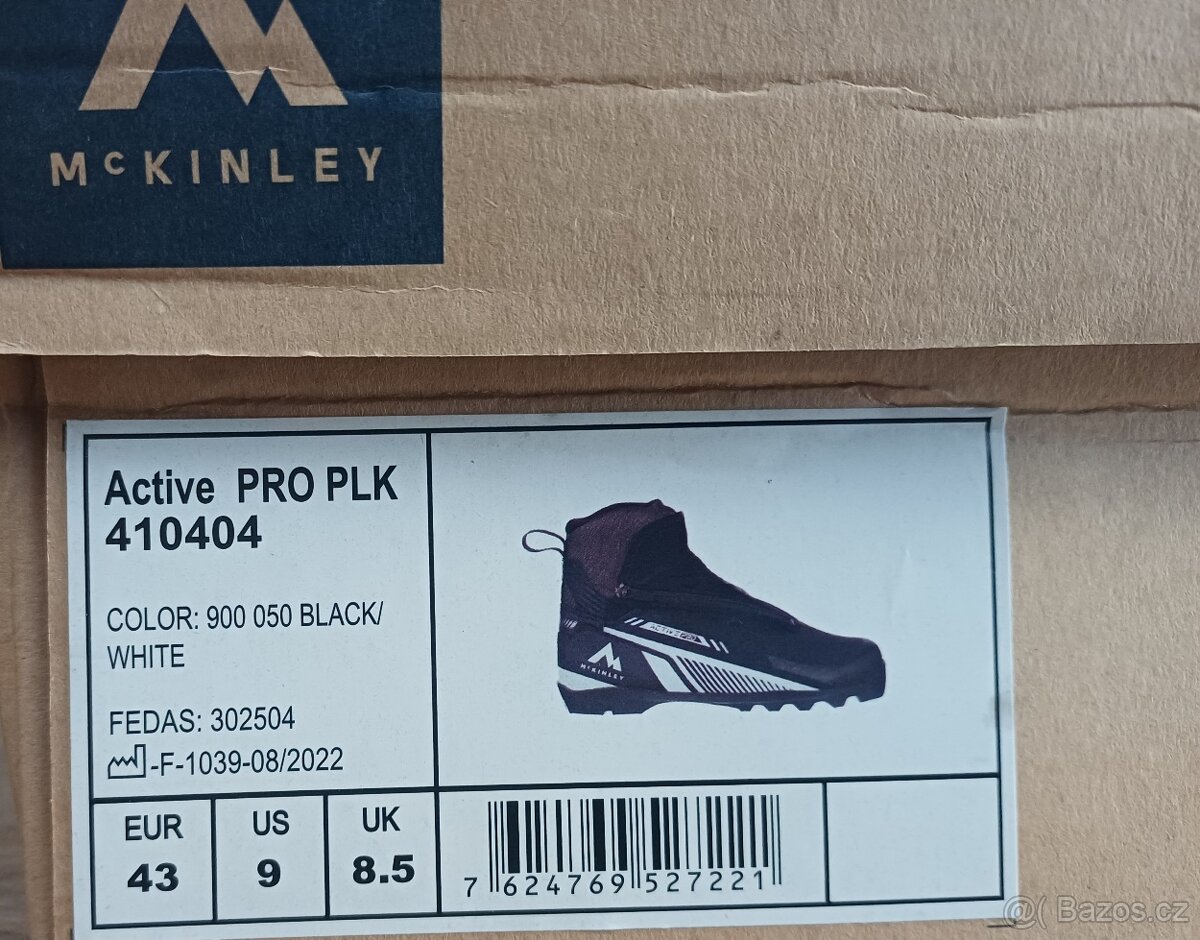 McKINLEY
Active PRO PLK
410404
COLOR: 900 050 BLACK/
WHITE
FEDAS: 302504
-F-1039-08/2022
ACTIVE PRO
McKINLEY
EUR US UK
43 9 8.5
7 624769 527221
@( Bazos.cz